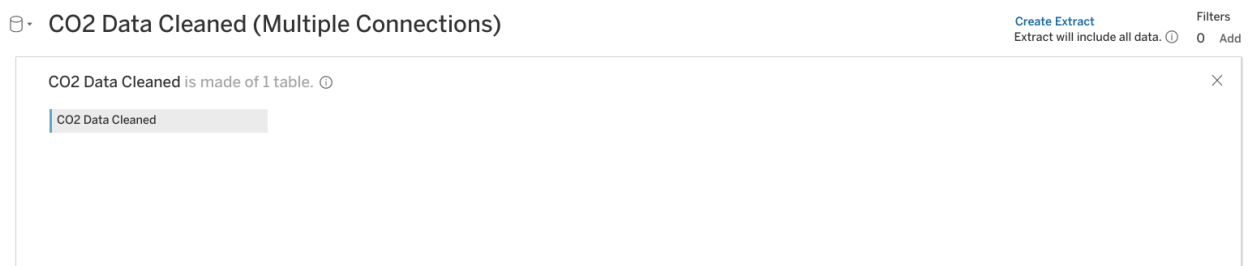 CO2 Data Cleaned (Multiple Connections)
Create Extract
Extract will include all data.
Filters
0 Add
CO2 Data Cleaned is made of 1 table.
CO2 Data Cleaned